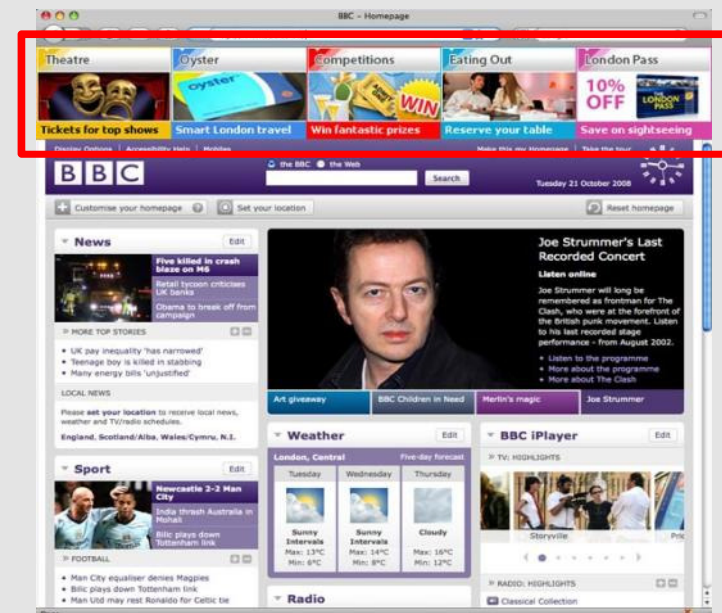 BBC - Homepage
Theatre
Oyster
Competitions
Eating Out
London Pass
oyster
WIN
10%
OFF
THE
LONDON
PASS
Tickets for top shows
Smart London travel
Win fantastic prizes
Reserve your table
Save on sightseeing
Display Options | Accessibility Help | Mobiles
Make this my Homepage | Take the tour
BBC
the BBC the Web
Search
Tuesday 21 October 2008
Customise your homepage ?
Set your location
Reset homepage
News
Edit
Five killed in crash
blaze on M6
Retail tycoon criticises
UK banks
Obama to break off from
campaign
» MORE TOP STORIES
• UK pay inequality 'has narrowed'
• Teenage boy is killed in stabbing
• Many energy bills 'unjustified'
LOCAL NEWS
Please set your location to receive local news,
weather and TV/radio schedules.
England, Scotland/Alba, Wales/Cymru, N.I.
Sport
Edit
Newcastle 2-2 Man
City
India thrash Australia in
Mohali
Bilic plays down
Tottenham link
» FOOTBALL
• Man City equaliser denies Magpies
• Bilic plays down Tottenham link
• Man Utd may rest Ronaldo for Celtic tie
Joe Strummer's Last
Recorded Concert
Listen online
Joe Strummer will long be
remembered as frontman for The
Clash, who were at the forefront of
the British punk movement. Listen
to his last recorded stage
performance - from August 2002.
• Listen to the programme
• More about the programme
• More about The Clash
Art giveaway
BBC Children in Need
Merlin's magic
Joe Strummer
Weather
Edit
London, Central
Five-day forecast
Tuesday
Wednesday
Thursday
Sunny
Intervals
Max: 13°C
Min: 6°C
Sunny
Intervals
Max: 14°C
Min: 8°C
Cloudy
Max: 16°C
Min: 12°C
Radio
BBC iPlayer
Edit
» TV: HIGHLIGHTS
Storyville
» RADIO: HIGHLIGHTS
Classical Collection